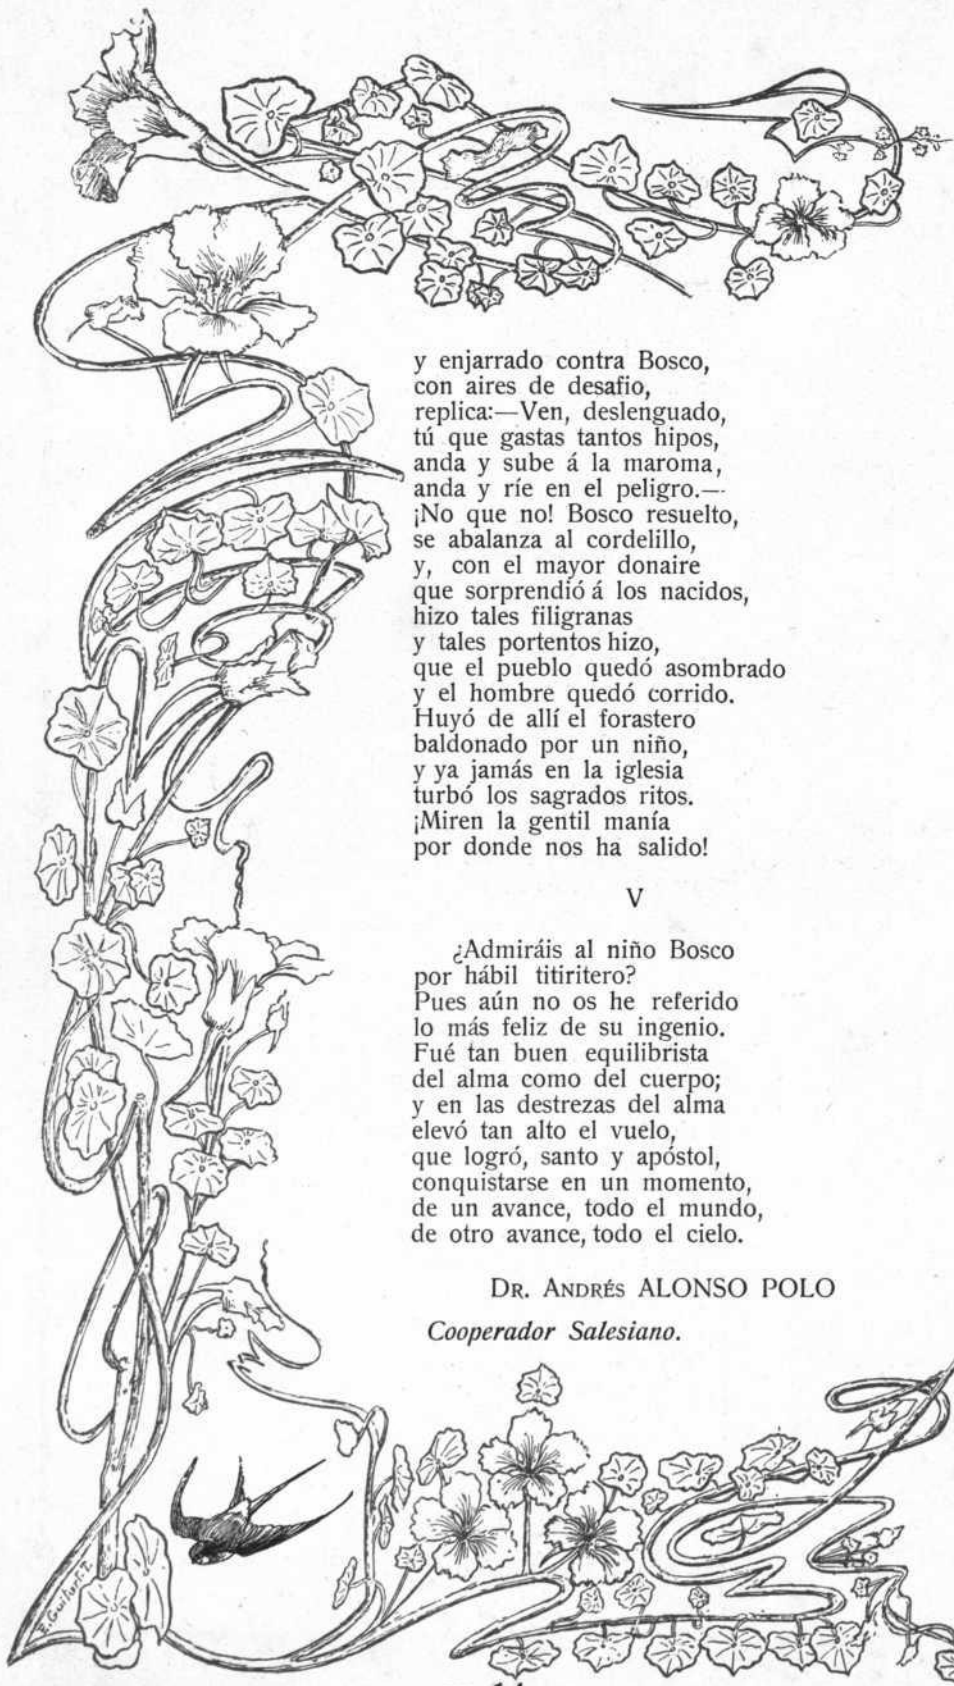 y enjarrado contra Bosco,
con aires de desafio,
replica:—Ven, deslenguado,
tú que gastas tantos hipos,
anda y sube á la maroma,
anda y ríe en el peligro.—
¡No que no! Bosco resuelto,
se abalanza al cordelillo,
y, con el mayor donaire
que sorprendió á los nacidos,
hizo tales filigranas
y tales portentos hizo,
que el pueblo quedó asombrado
y el hombre quedó corrido.
Huyó de allí el forastero
baldonado por un niño,
y ya jamás en la iglesia
turbó los sagrados ritos.
¡Miren la gentil manía
por donde nos ha salido!
V
¿Admiráis al niño Bosco
por hábil titiritero?
Pues aún no os he referido
lo más feliz de su ingenio.
Fué tan buen equilibrista
del alma como del cuerpo;
y en las destrezas del alma
elevó tan alto el vuelo,
que logró, santo y apóstol,
conquistarse en un momento,
de un avance, todo el mundo,
de otro avance, todo el cielo.
DR. ANDRÉS ALONSO POLO
Cooperador Salesiano.